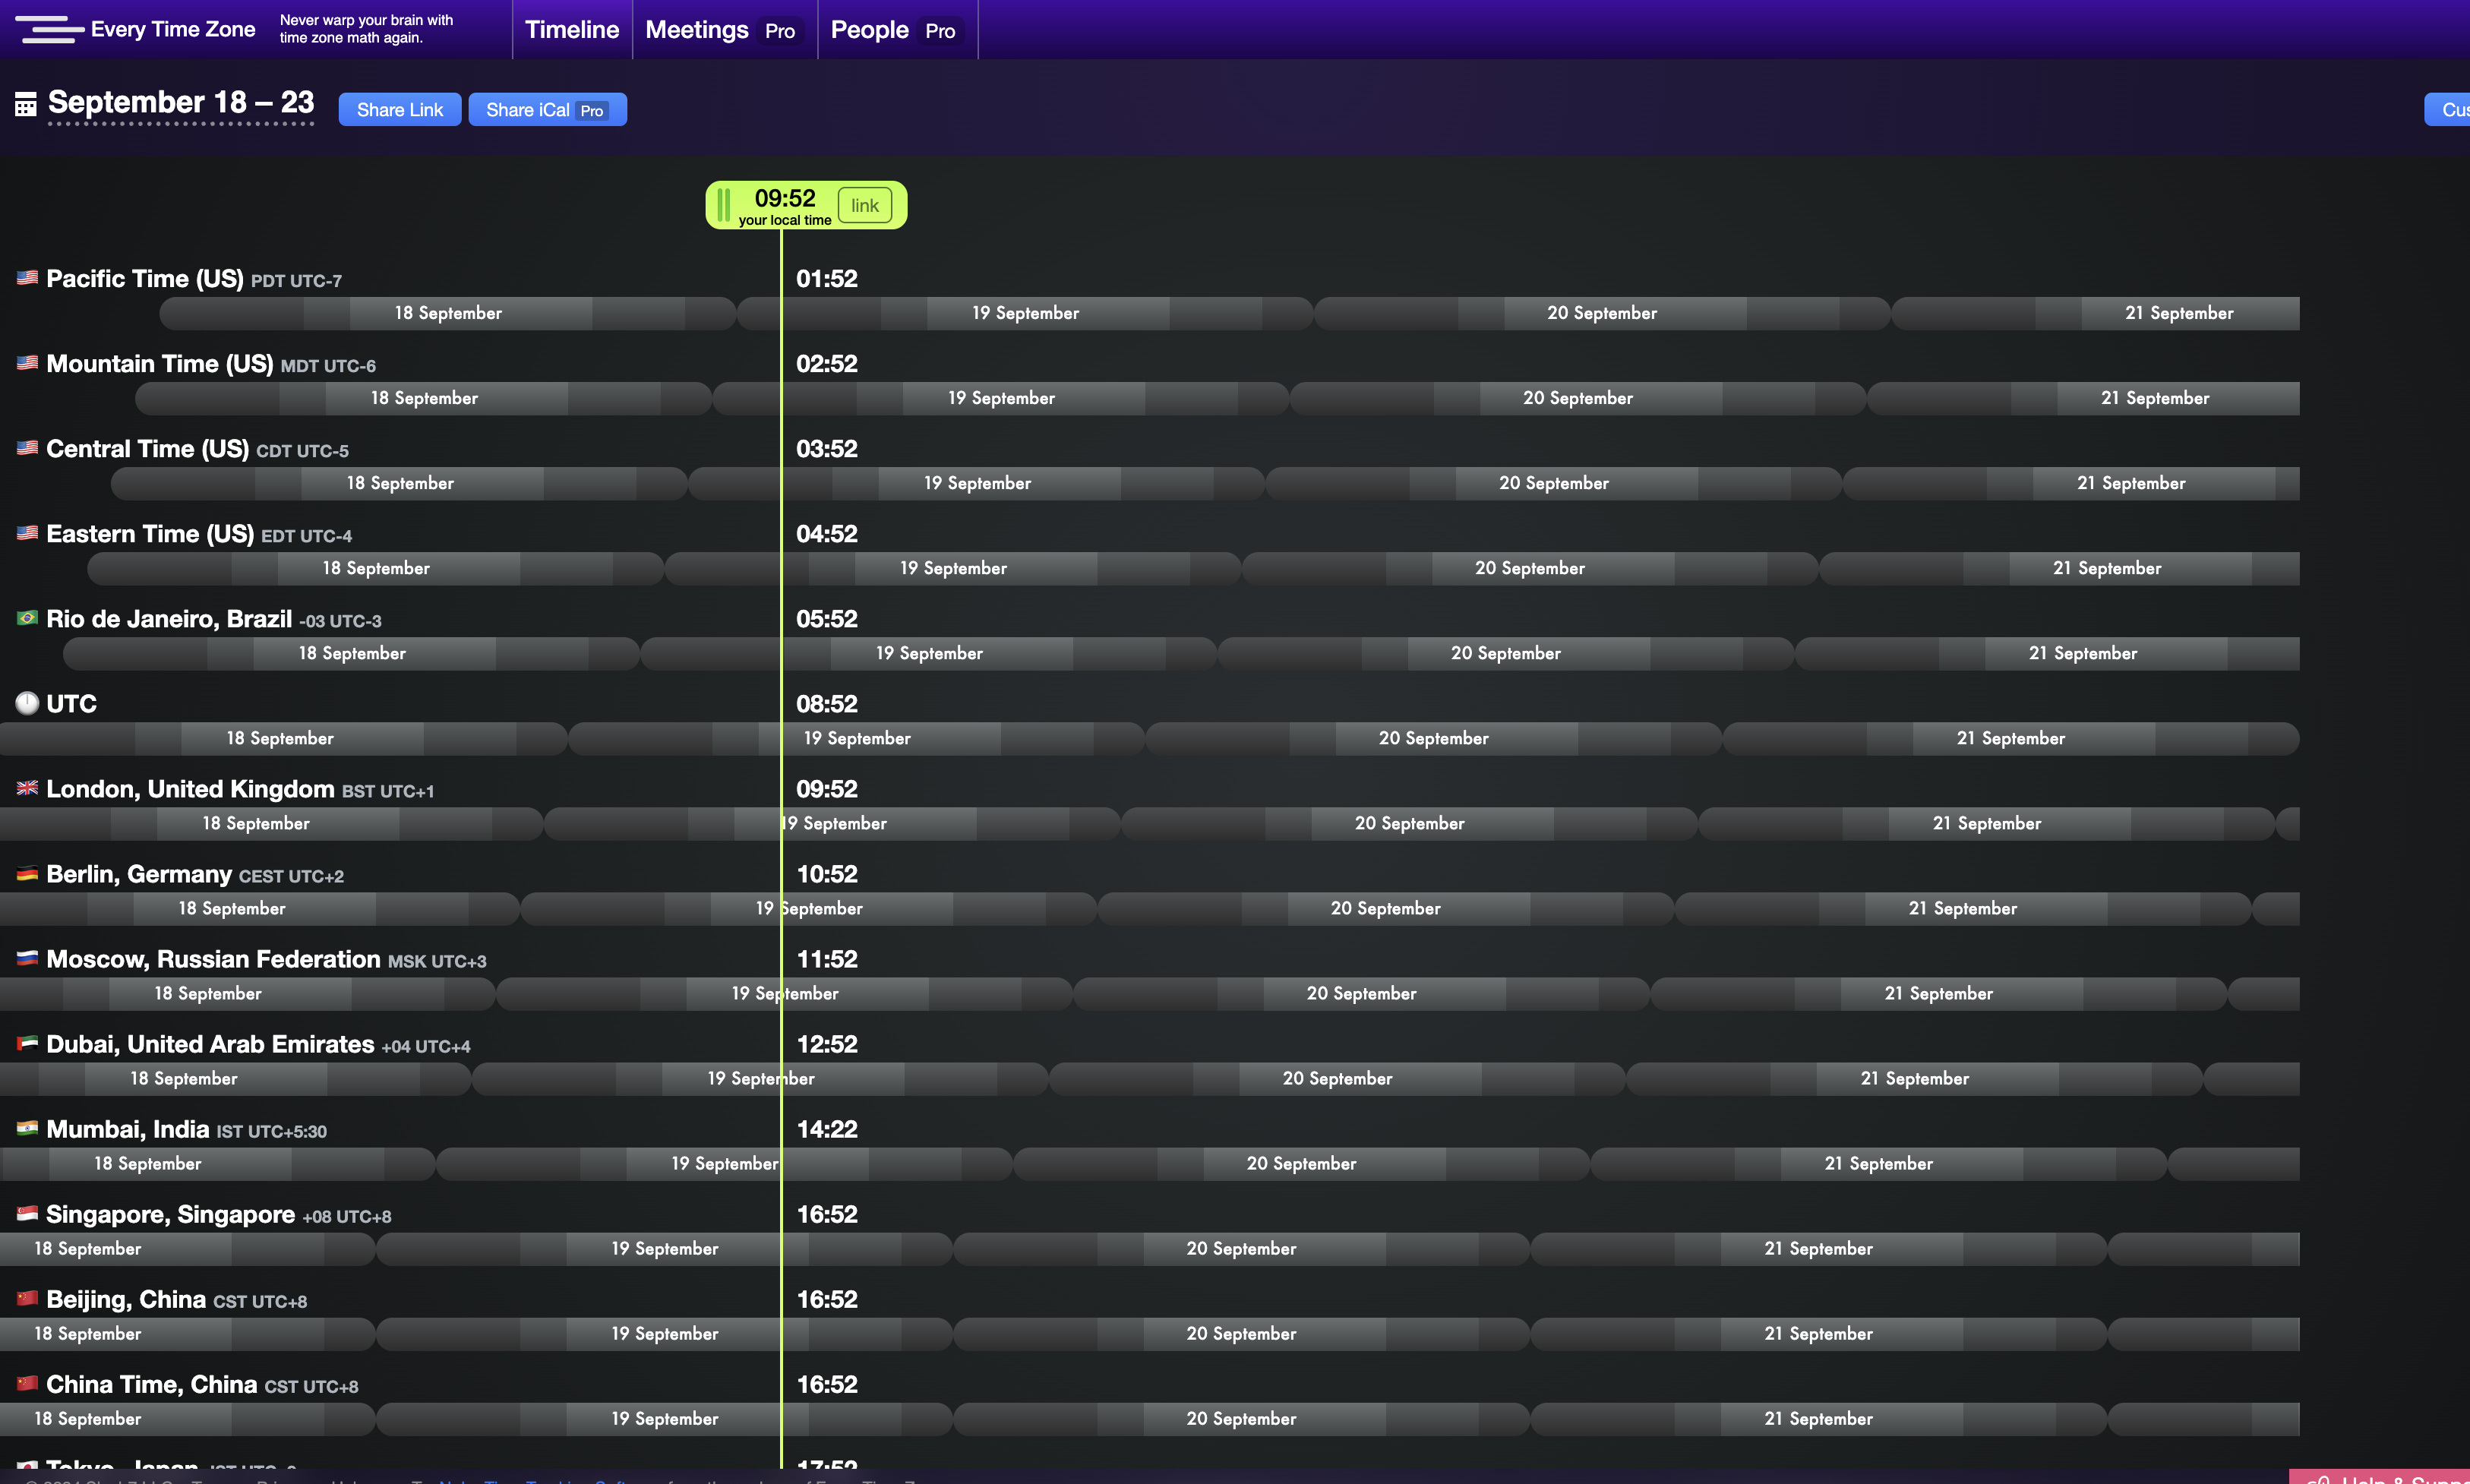 Every Time Zone
Never warp your brain with
time zone math again.
Timeline
Meetings Pro
People Pro
September 18 – 23
Share Link
Share iCal Pro
09:52
your local time
link
Pacific Time (US) PDT UTC-7 01:52
18 September 19 September 20 September 21 September
Mountain Time (US) MDT UTC-6 02:52
18 September 19 September 20 September 21 September
Central Time (US) CDT UTC-5 03:52
18 September 19 September 20 September 21 September
Eastern Time (US) EDT UTC-4 04:52
18 September 19 September 20 September 21 September
Rio de Janeiro, Brazil -03 UTC-3 05:52
18 September 19 September 20 September 21 September
UTC 08:52
18 September 19 September 20 September 21 September
London, United Kingdom BST UTC+1 09:52
18 September 19 September 20 September 21 September
Berlin, Germany CEST UTC+2 10:52
18 September 19 September 20 September 21 September
Moscow, Russian Federation MSK UTC+3 11:52
18 September 19 September 20 September 21 September
Dubai, United Arab Emirates +04 UTC+4 12:52
18 September 19 September 20 September 21 September
Mumbai, India IST UTC+5:30 14:22
18 September 19 September 20 September 21 September
Singapore, Singapore +08 UTC+8 16:52
18 September 19 September 20 September 21 September
Beijing, China CST UTC+8 16:52
18 September 19 September 20 September 21 September
China Time, China CST UTC+8 16:52
18 September 19 September 20 September 21 September
Tokyo, Japan 17:52